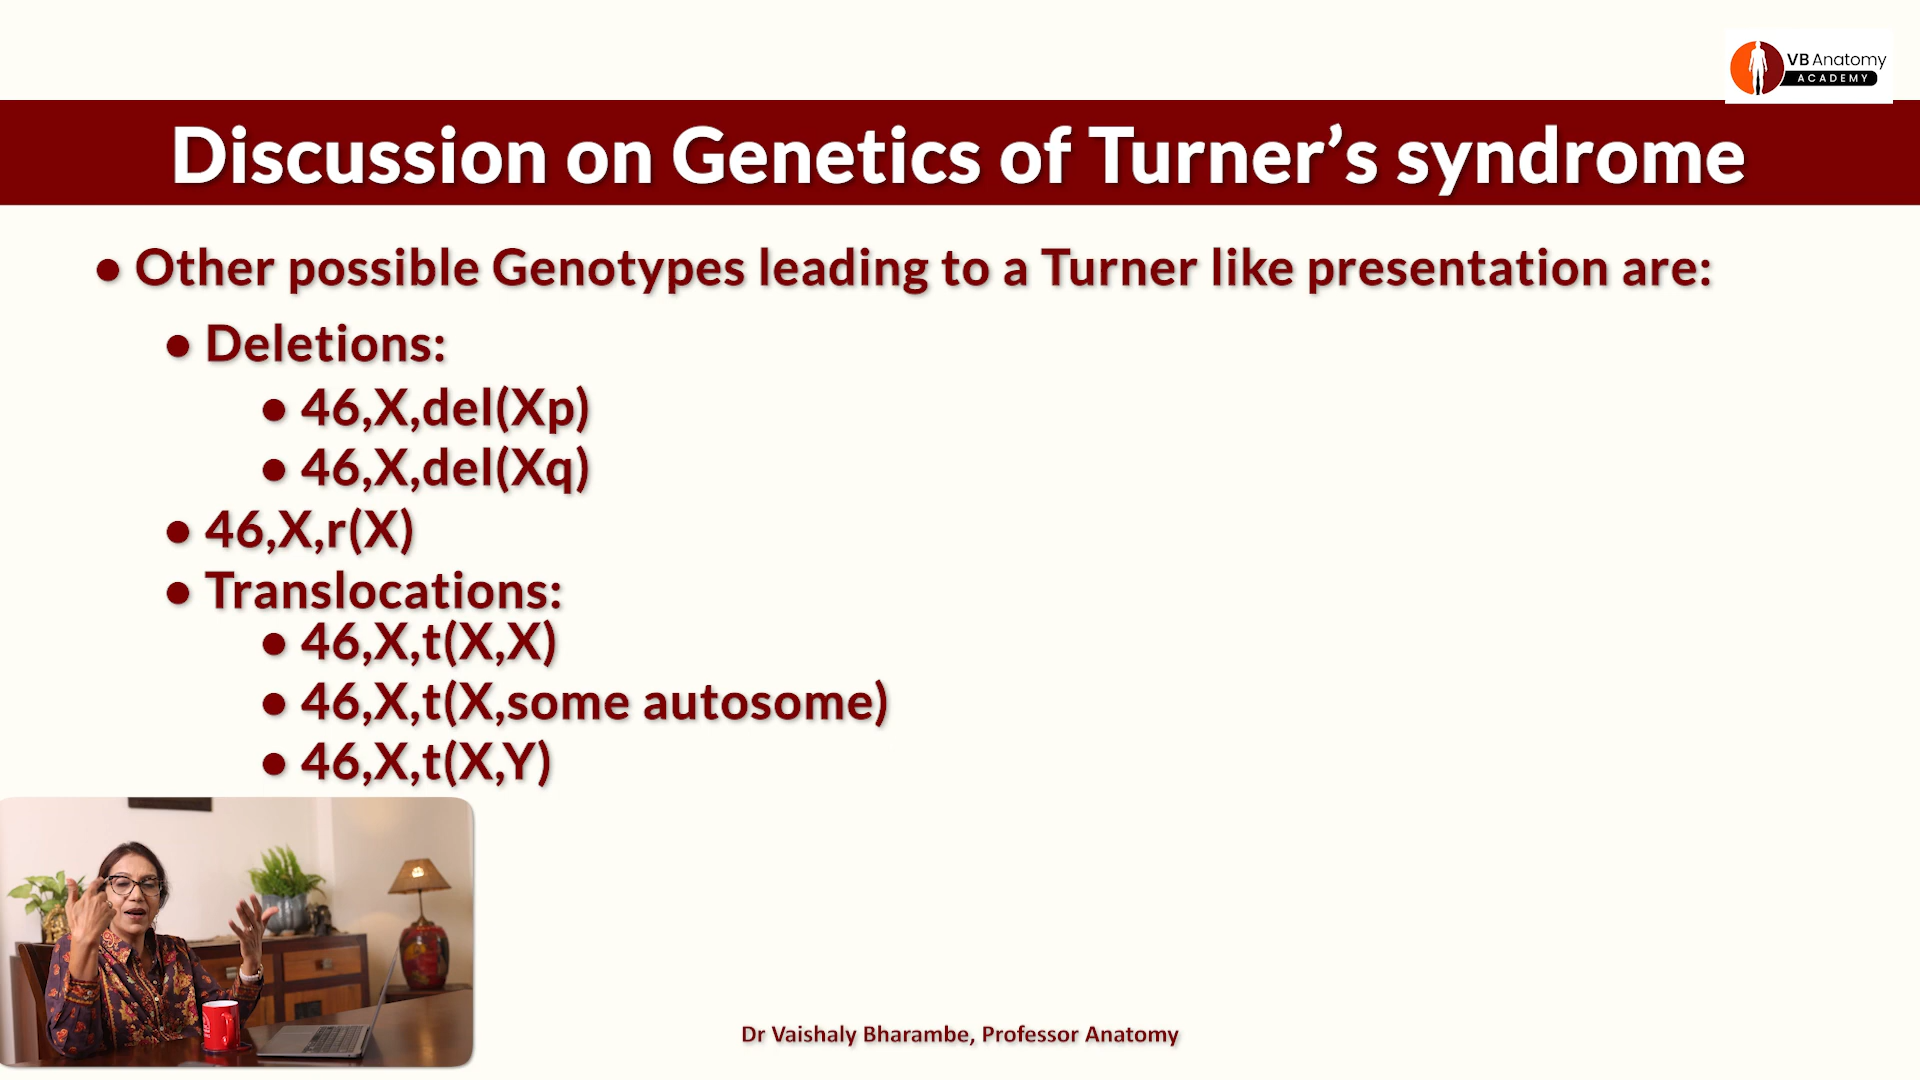 VB Anatomy
ACADEMY
Discussion on Genetics of Turner’s syndrome
• Other possible Genotypes leading to a Turner like presentation are:
• Deletions:
• 46,X,del(Xp)
• 46,X,del(Xq)
• 46,X,r(X)
• Translocations:
• 46,X,t(X,X)
• 46,X,t(X,some autosome)
• 46,X,t(X,Y)
Dr Vaishaly Bharambe, Professor Anatomy